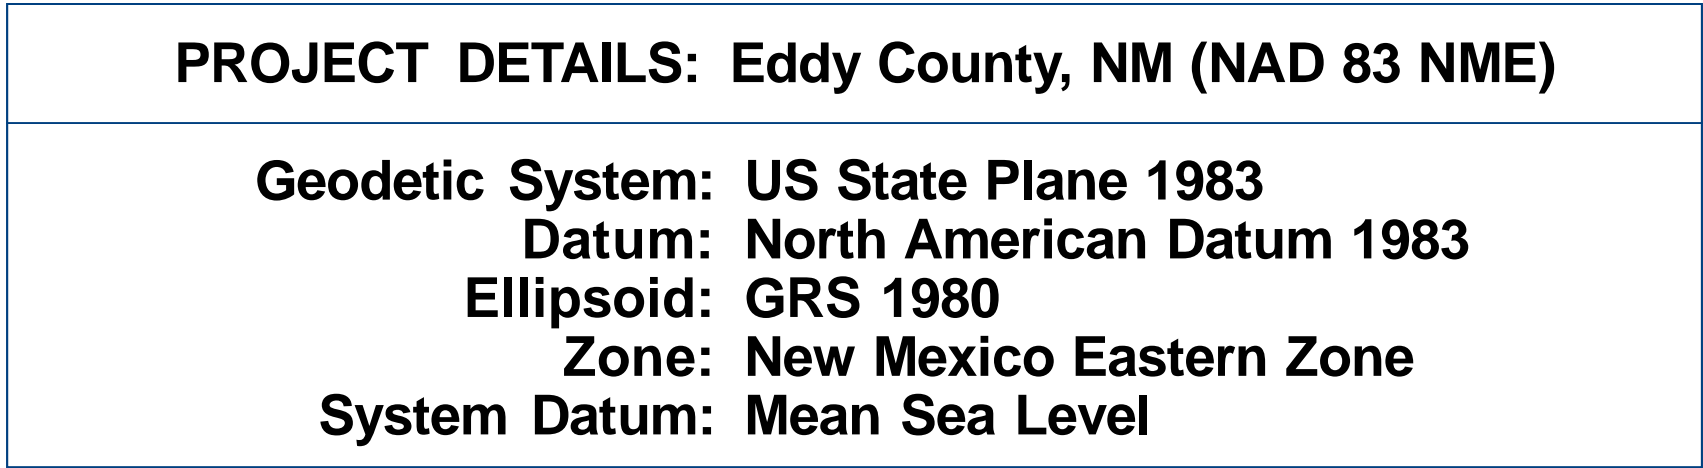 PROJECT DETAILS: Eddy County, NM (NAD 83 NME)
Geodetic System: US State Plane 1983
Datum: North American Datum 1983
Ellipsoid: GRS 1980
Zone: New Mexico Eastern Zone
System Datum: Mean Sea Level